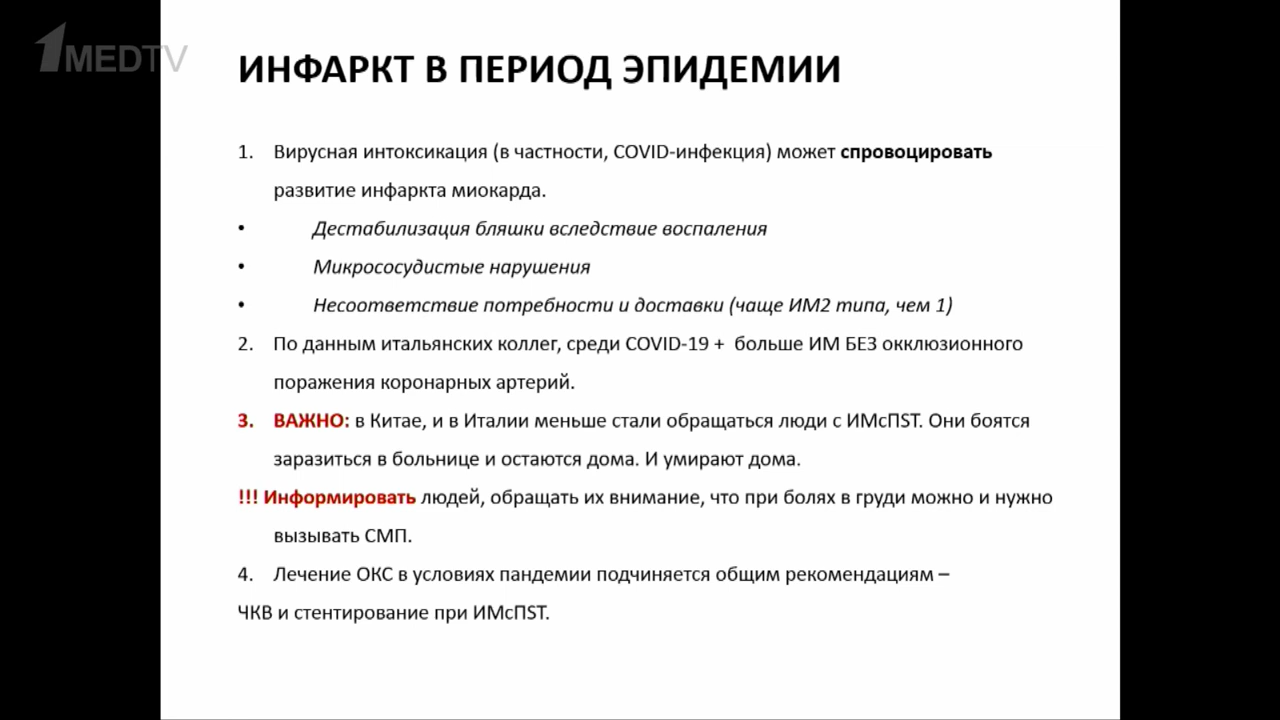 1MEDTV
ИНФАРКТ В ПЕРИОД ЭПИДЕМИИ
1. Вирусная интоксикация (в частности, COVID-инфекция) может спровоцировать
развитие инфаркта миокарда.
• Дестабилизация бляшки вследствие воспаления
• Микрососудистые нарушения
• Несоответствие потребности и доставки (чаще ИМ2 типа, чем 1)
2. По данным итальянских коллег, среди COVID-19 + больше ИМ БЕЗ окклюзионного
поражения коронарных артерий.
3. ВАЖНО: в Китае, и в Италии меньше стали обращаться люди с ИМсПST. Они боятся
заразиться в больнице и остаются дома. И умирают дома.
!!! Информировать людей, обращать их внимание, что при болях в груди можно и нужно
вызывать СМП.
4. Лечение ОКС в условиях пандемии подчиняется общим рекомендациям –
ЧКВ и стентирование при ИМсПST.